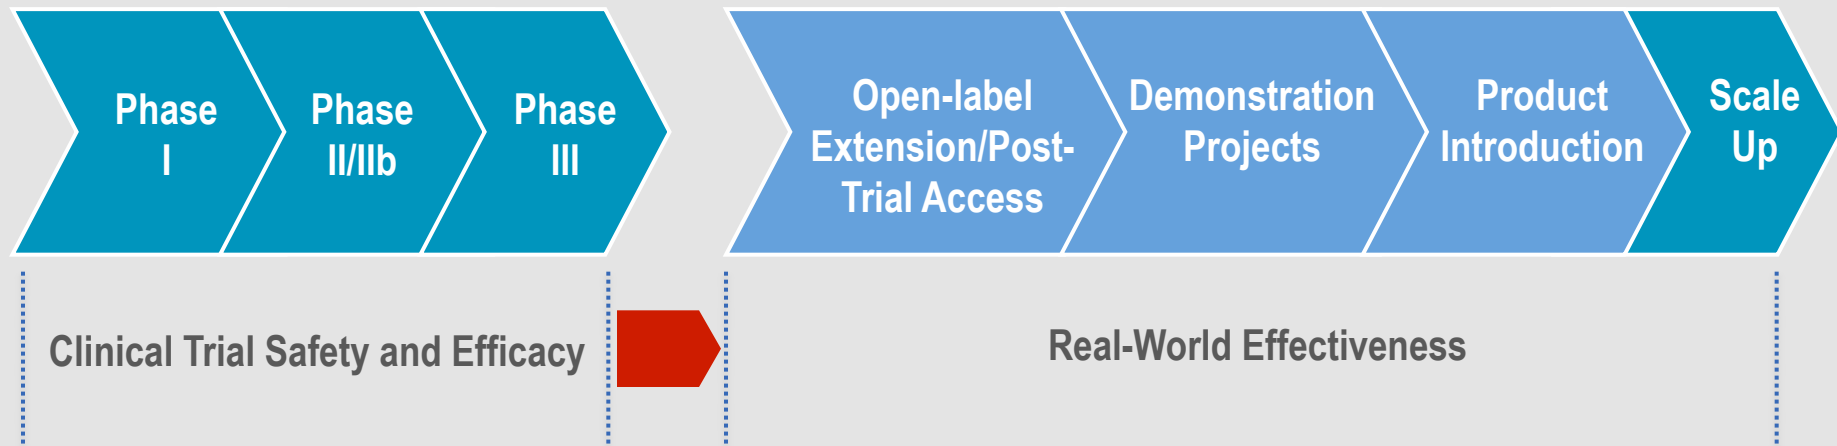 Phase
I
Phase
II/IIb
Phase
III
Open-label
Extension/Post-
Trial Access
Demonstration
Projects
Product
Introduction
Scale
Up
Clinical Trial Safety and Efficacy
Real-World Effectiveness